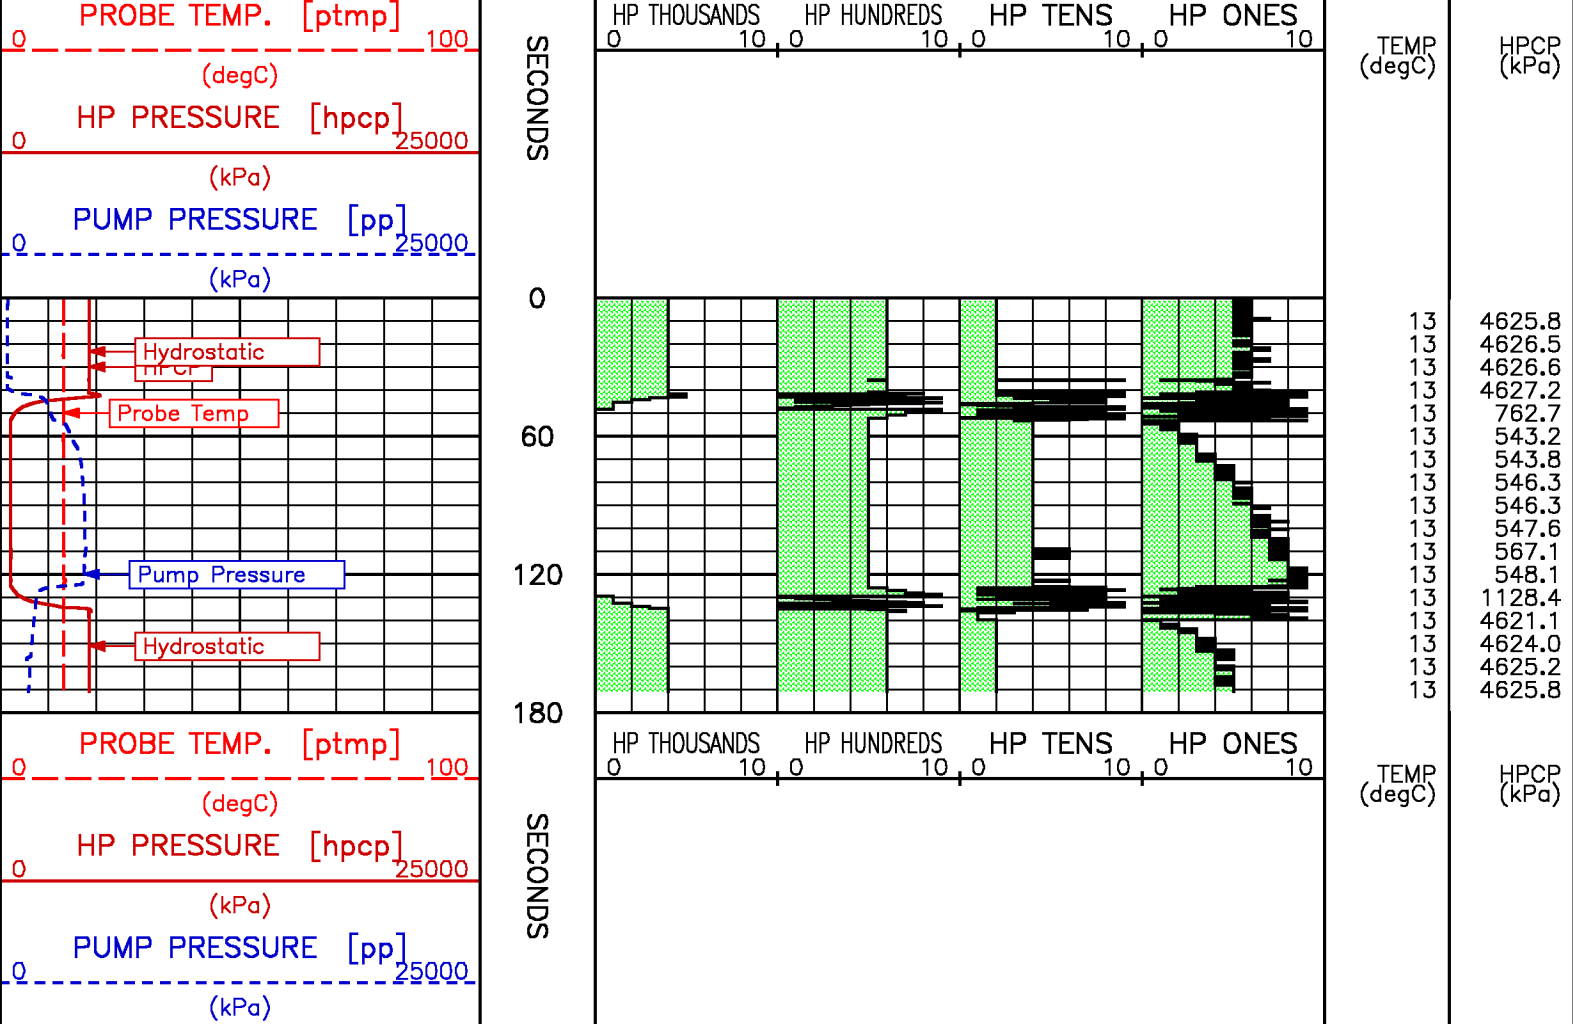 PROBE TEMP. [ptmp]
0 100
(degC)
HP PRESSURE [hpcp]
0 25000
(kPa)
PUMP PRESSURE [pp]
0 25000
(kPa)
SECONDS
HP THOUSANDS HP HUNDREDS HP TENS HP ONES
0 10 0 10 0 10 0 10
TEMP
(degC)
HPCP
(kPa)
0
60
120
180
Hydrostatic
HPCP
Probe Temp
Pump Pressure
Hydrostatic
13 4625.8
13 4626.5
13 4626.6
13 4627.2
13 762.7
13 543.2
13 543.8
13 546.3
13 546.3
13 547.6
13 567.1
13 548.1
13 1128.4
13 4621.1
13 4624.0
13 4625.2
13 4625.8
PROBE TEMP. [ptmp]
0 100
(degC)
HP PRESSURE [hpcp]
0 25000
(kPa)
PUMP PRESSURE [pp]
0 25000
(kPa)
SECONDS
HP THOUSANDS HP HUNDREDS HP TENS HP ONES
0 10 0 10 0 10 0 10
TEMP
(degC)
HPCP
(kPa)